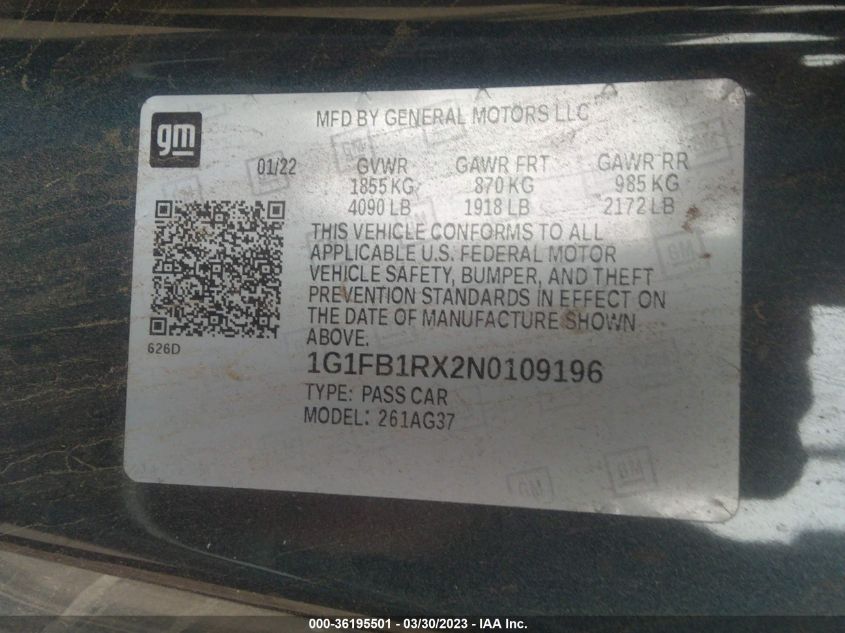 MFD BY GENERAL MOTORS LLC
gm
01/22 GVWR GAWR FRT GAWR RR
1855 KG 870 KG 985 KG
4090 LB 1918 LB 2172 LB
THIS VEHICLE CONFORMS TO ALL
APPLICABLE U.S. FEDERAL MOTOR
VEHICLE SAFETY, BUMPER, AND THEFT
PREVENTION STANDARDS IN EFFECT ON
THE DATE OF MANUFACTURE SHOWN
ABOVE.
626D
1G1FB1RX2N0109196
TYPE: PASS CAR
MODEL: 261AG37
000-36195501 - 03/30/2023 - IAA Inc.